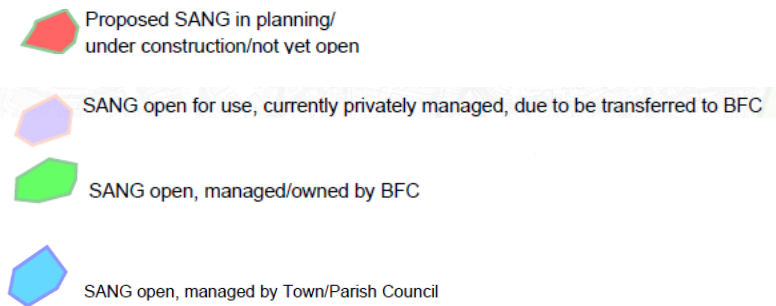 Proposed SANG in planning/
under construction/not yet open
SANG open for use, currently privately managed, due to be transferred to BFC
SANG open, managed/owned by BFC
SANG open, managed by Town/Parish Council